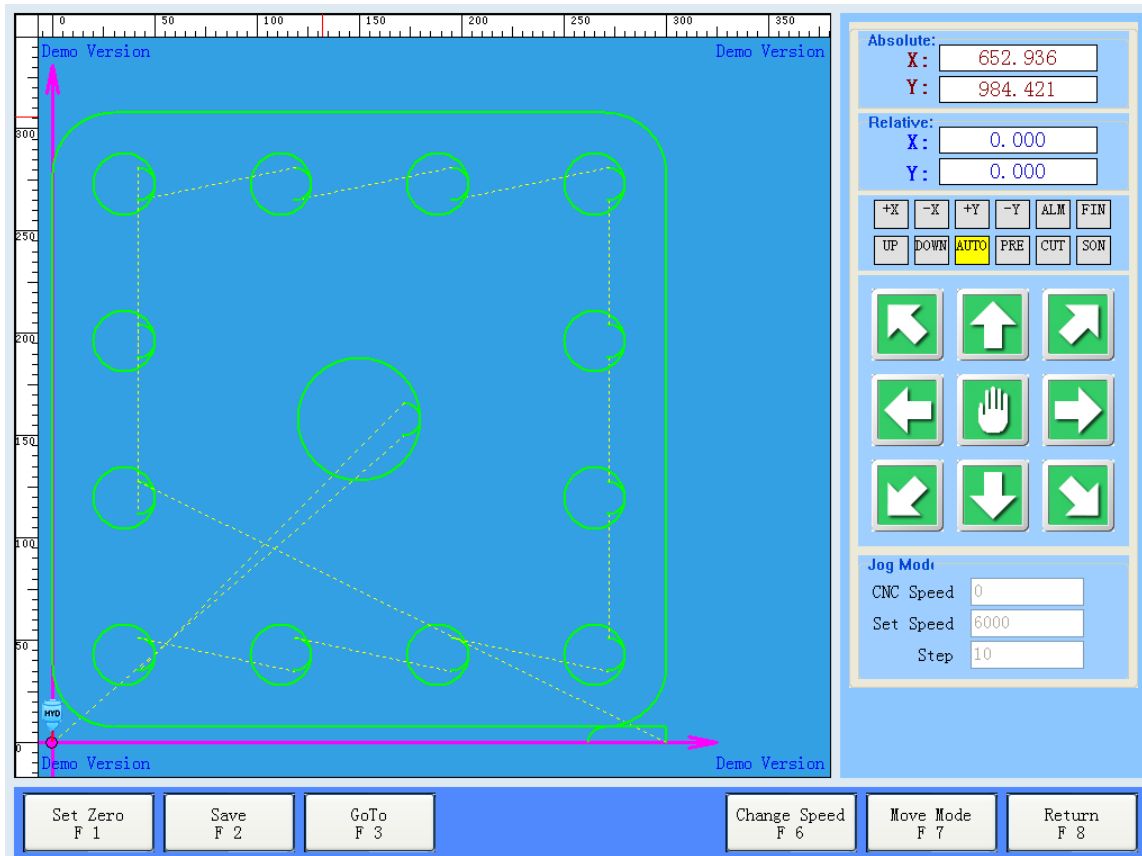 0 50 100 150 200 250 300 350
Demo Version Demo Version
300
250
200
150
100
50
0
HYD
Demo Version Demo Version
Absolute:
X: 652.936
Y: 984.421
Relative:
X: 0.000
Y: 0.000
+X -X +Y -Y ALM FIN
UP DOWN AUTO PRE CUT SON
Jog Mod
CNC Speed 0
Set Speed 6000
Step 10
Set Zero Save GoTo Change Speed Move Mode Return
F 1 F 2 F 3 F 6 F 7 F 8